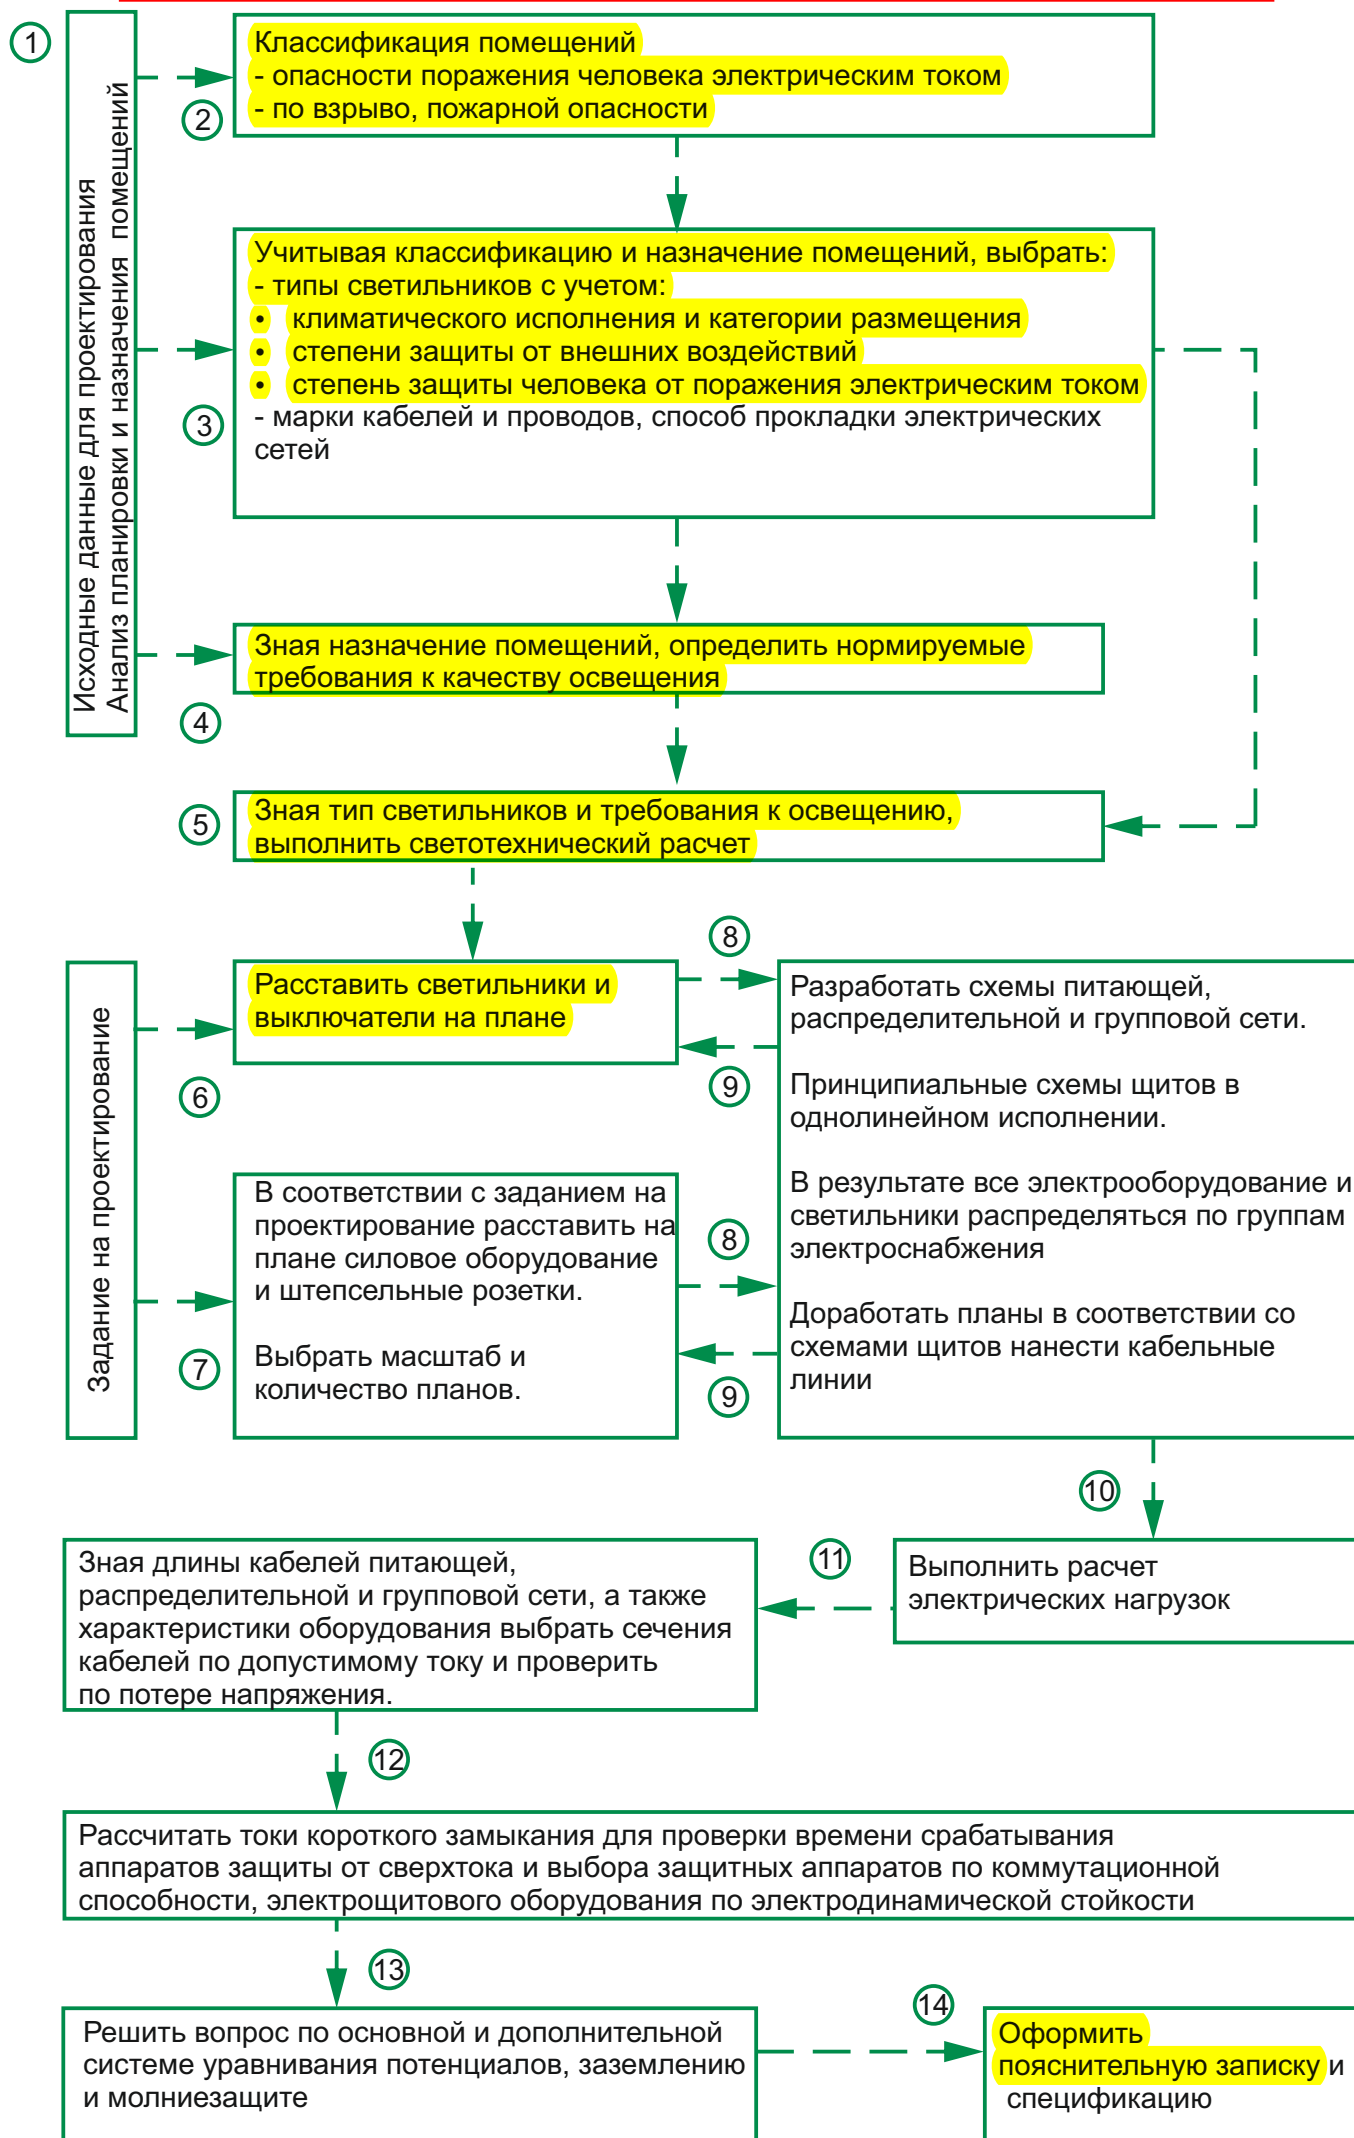 1
Исходные данные для проектирования
Анализ планировки и назначения помещений
Классификация помещений
- опасности поражения человека электрическим током
- по взрыво, пожарной опасности
2
Учитывая классификацию и назначение помещений, выбрать:
- типы светильников с учетом:
• климатического исполнения и категории размещения
• степени защиты от внешних воздействий
• степень защиты человека от поражения электрическим током
- марки кабелей и проводов, способ прокладки электрических
сетей
3
Зная назначение помещений, определить нормируемые
требования к качеству освещения
4
5
Зная тип светильников и требования к освещению,
выполнить светотехнический расчет
Задание на проектирование
Расставить светильники и
выключатели на плане
6
8
9
В соответствии с заданием на
проектирование расставить на
плане силовое оборудование
и штепсельные розетки.
Выбрать масштаб и
количество планов.
7
8
9
Разработать схемы питающей,
распределительной и групповой сети.
Принципиальные схемы щитов в
однолинейном исполнении.
В результате все электрооборудование и
светильники распределяться по группам
электроснабжения
Доработать планы в соответствии со
схемами щитов нанести кабельные
линии
10
Выполнить расчет
электрических нагрузок
11
Зная длины кабелей питающей,
распределительной и групповой сети, а также
характеристики оборудования выбрать сечения
кабелей по допустимому току и проверить
по потере напряжения.
12
Рассчитать токи короткого замыкания для проверки времени срабатывания
аппаратов защиты от сверхтока и выбора защитных аппаратов по коммутационной
способности, электрощитового оборудования по электродинамической стойкости
13
Решить вопрос по основной и дополнительной
системе уравнивания потенциалов, заземлению
и молниезащите
14
Оформить
пояснительную записку и
спецификацию